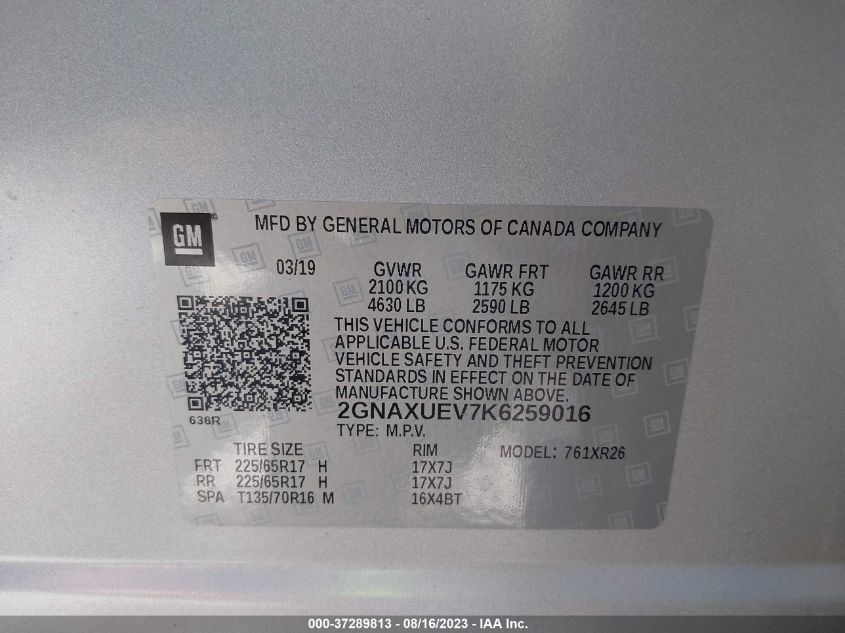 GM
MFD BY GENERAL MOTORS OF CANADA COMPANY
03/19 GVWR GAWR FRT GAWR RR
2100 KG 1175 KG 1200 KG
4630 LB 2590 LB 2645 LB
THIS VEHICLE CONFORMS TO ALL
APPLICABLE U.S. FEDERAL MOTOR
VEHICLE SAFETY AND THEFT PREVENTION
STANDARDS IN EFFECT ON THE DATE OF
MANUFACTURE SHOWN ABOVE.
2GNAXUEV7K6259016
636R
TYPE: M.P.V.
TIRE SIZE RIM MODEL: 761XR26
FRT 225/65R17 H 17X7J
RR 225/65R17 H 17X7J
SPA T135/70R16 M 16X4BT
000-37289813 - 08/16/2023 - IAA Inc.